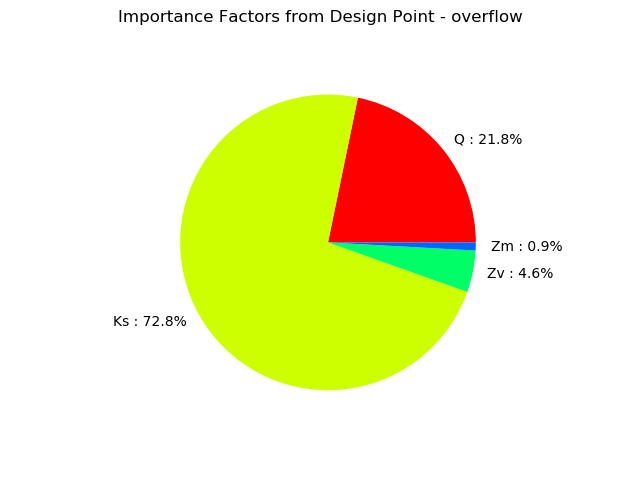 Importance Factors from Design Point - overflow
Q : 21.8%
Zm : 0.9%
Zv : 4.6%
Ks : 72.8%